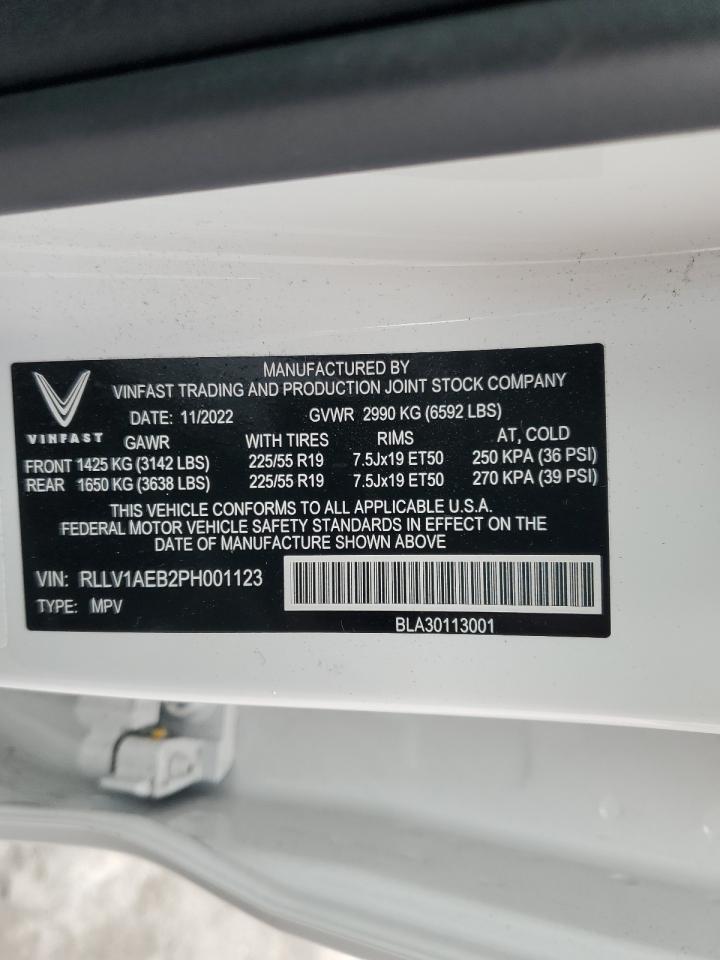 MANUFACTURED BY
VINFAST TRADING AND PRODUCTION JOINT STOCK COMPANY
DATE: 11/2022 GVWR 2990 KG (6592 LBS)
VINFAST
GAWR WITH TIRES RIMS AT, COLD
FRONT 1425 KG (3142 LBS) 225/55 R19 7.5Jx19 ET50 250 KPA (36 PSI)
REAR 1650 KG (3638 LBS) 225/55 R19 7.5Jx19 ET50 270 KPA (39 PSI)
THIS VEHICLE CONFORMS TO ALL APPLICABLE U.S.A.
FEDERAL MOTOR VEHICLE SAFETY STANDARDS IN EFFECT ON THE
DATE OF MANUFACTURE SHOWN ABOVE
VIN: RLLV1AEB2PH001123
TYPE: MPV
BLA30113001